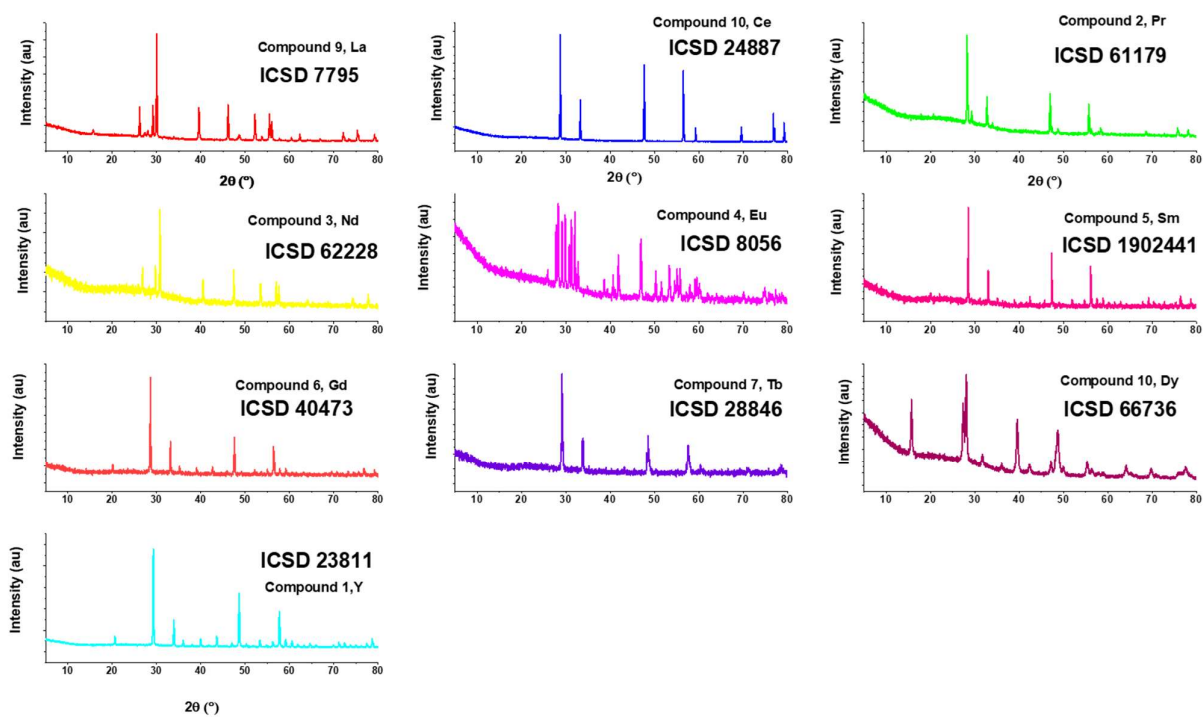 Intensity (au)
Compound 9, La
ICSD 7795
10 20 30 40 50 60 70 80
2θ (°)
Intensity (au)
Compound 10, Ce
ICSD 24887
10 20 30 40 50 60 70 80
2θ (°)
Intensity (au)
Compound 2, Pr
ICSD 61179
10 20 30 40 50 60 70 80
2θ (°)
Intensity (au)
Compound 3, Nd
ICSD 62228
10 20 30 40 50 60 70 80
Intensity (au)
Compound 4, Eu
ICSD 8056
10 20 30 40 50 60 70 80
Intensity (au)
Compound 5, Sm
ICSD 1902441
10 20 30 40 50 60 70 80
Intensity (au)
Compound 6, Gd
ICSD 40473
10 20 30 40 50 60 70 80
Intensity (au)
Compound 7, Tb
ICSD 28846
10 20 30 40 50 60 70 80
Intensity (au)
Compound 10, Dy
ICSD 66736
10 20 30 40 50 60 70 80
Intensity (au)
ICSD 23811
Compound 1,Y
10 20 30 40 50 60 70 80
2θ (°)